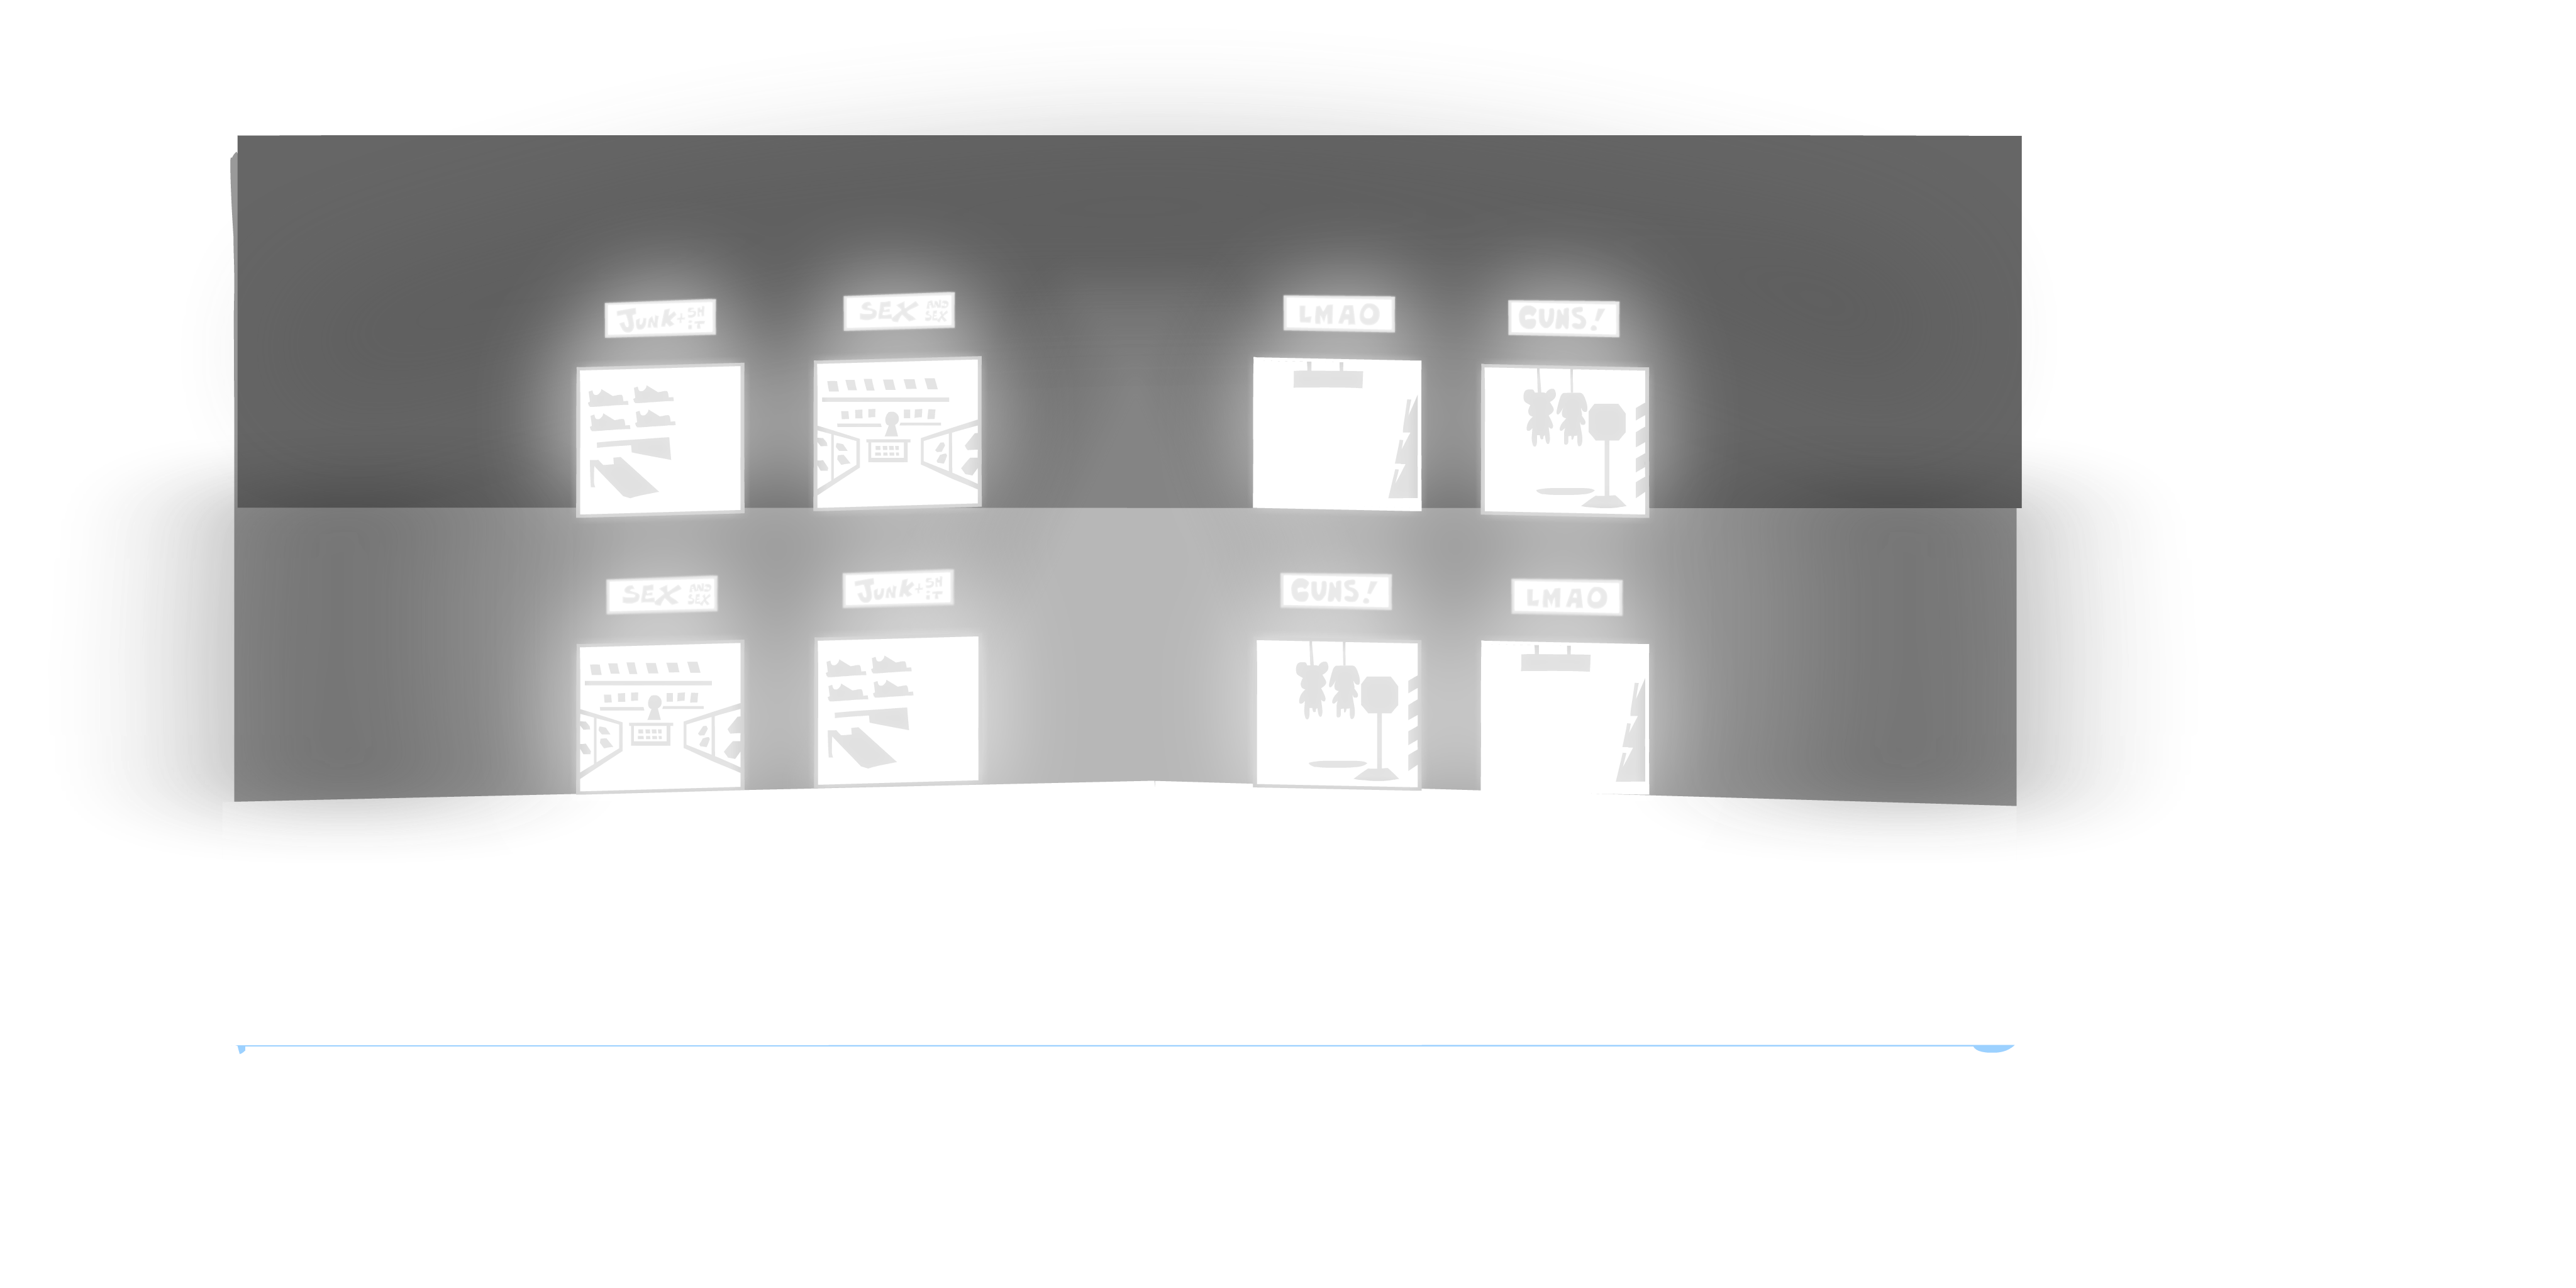 JUNK+SH
iT
SEX AND
SEX
LMAO
GUNS!
SEX AND
SEX
JUNK+SH
iT
GUNS!
LMAO